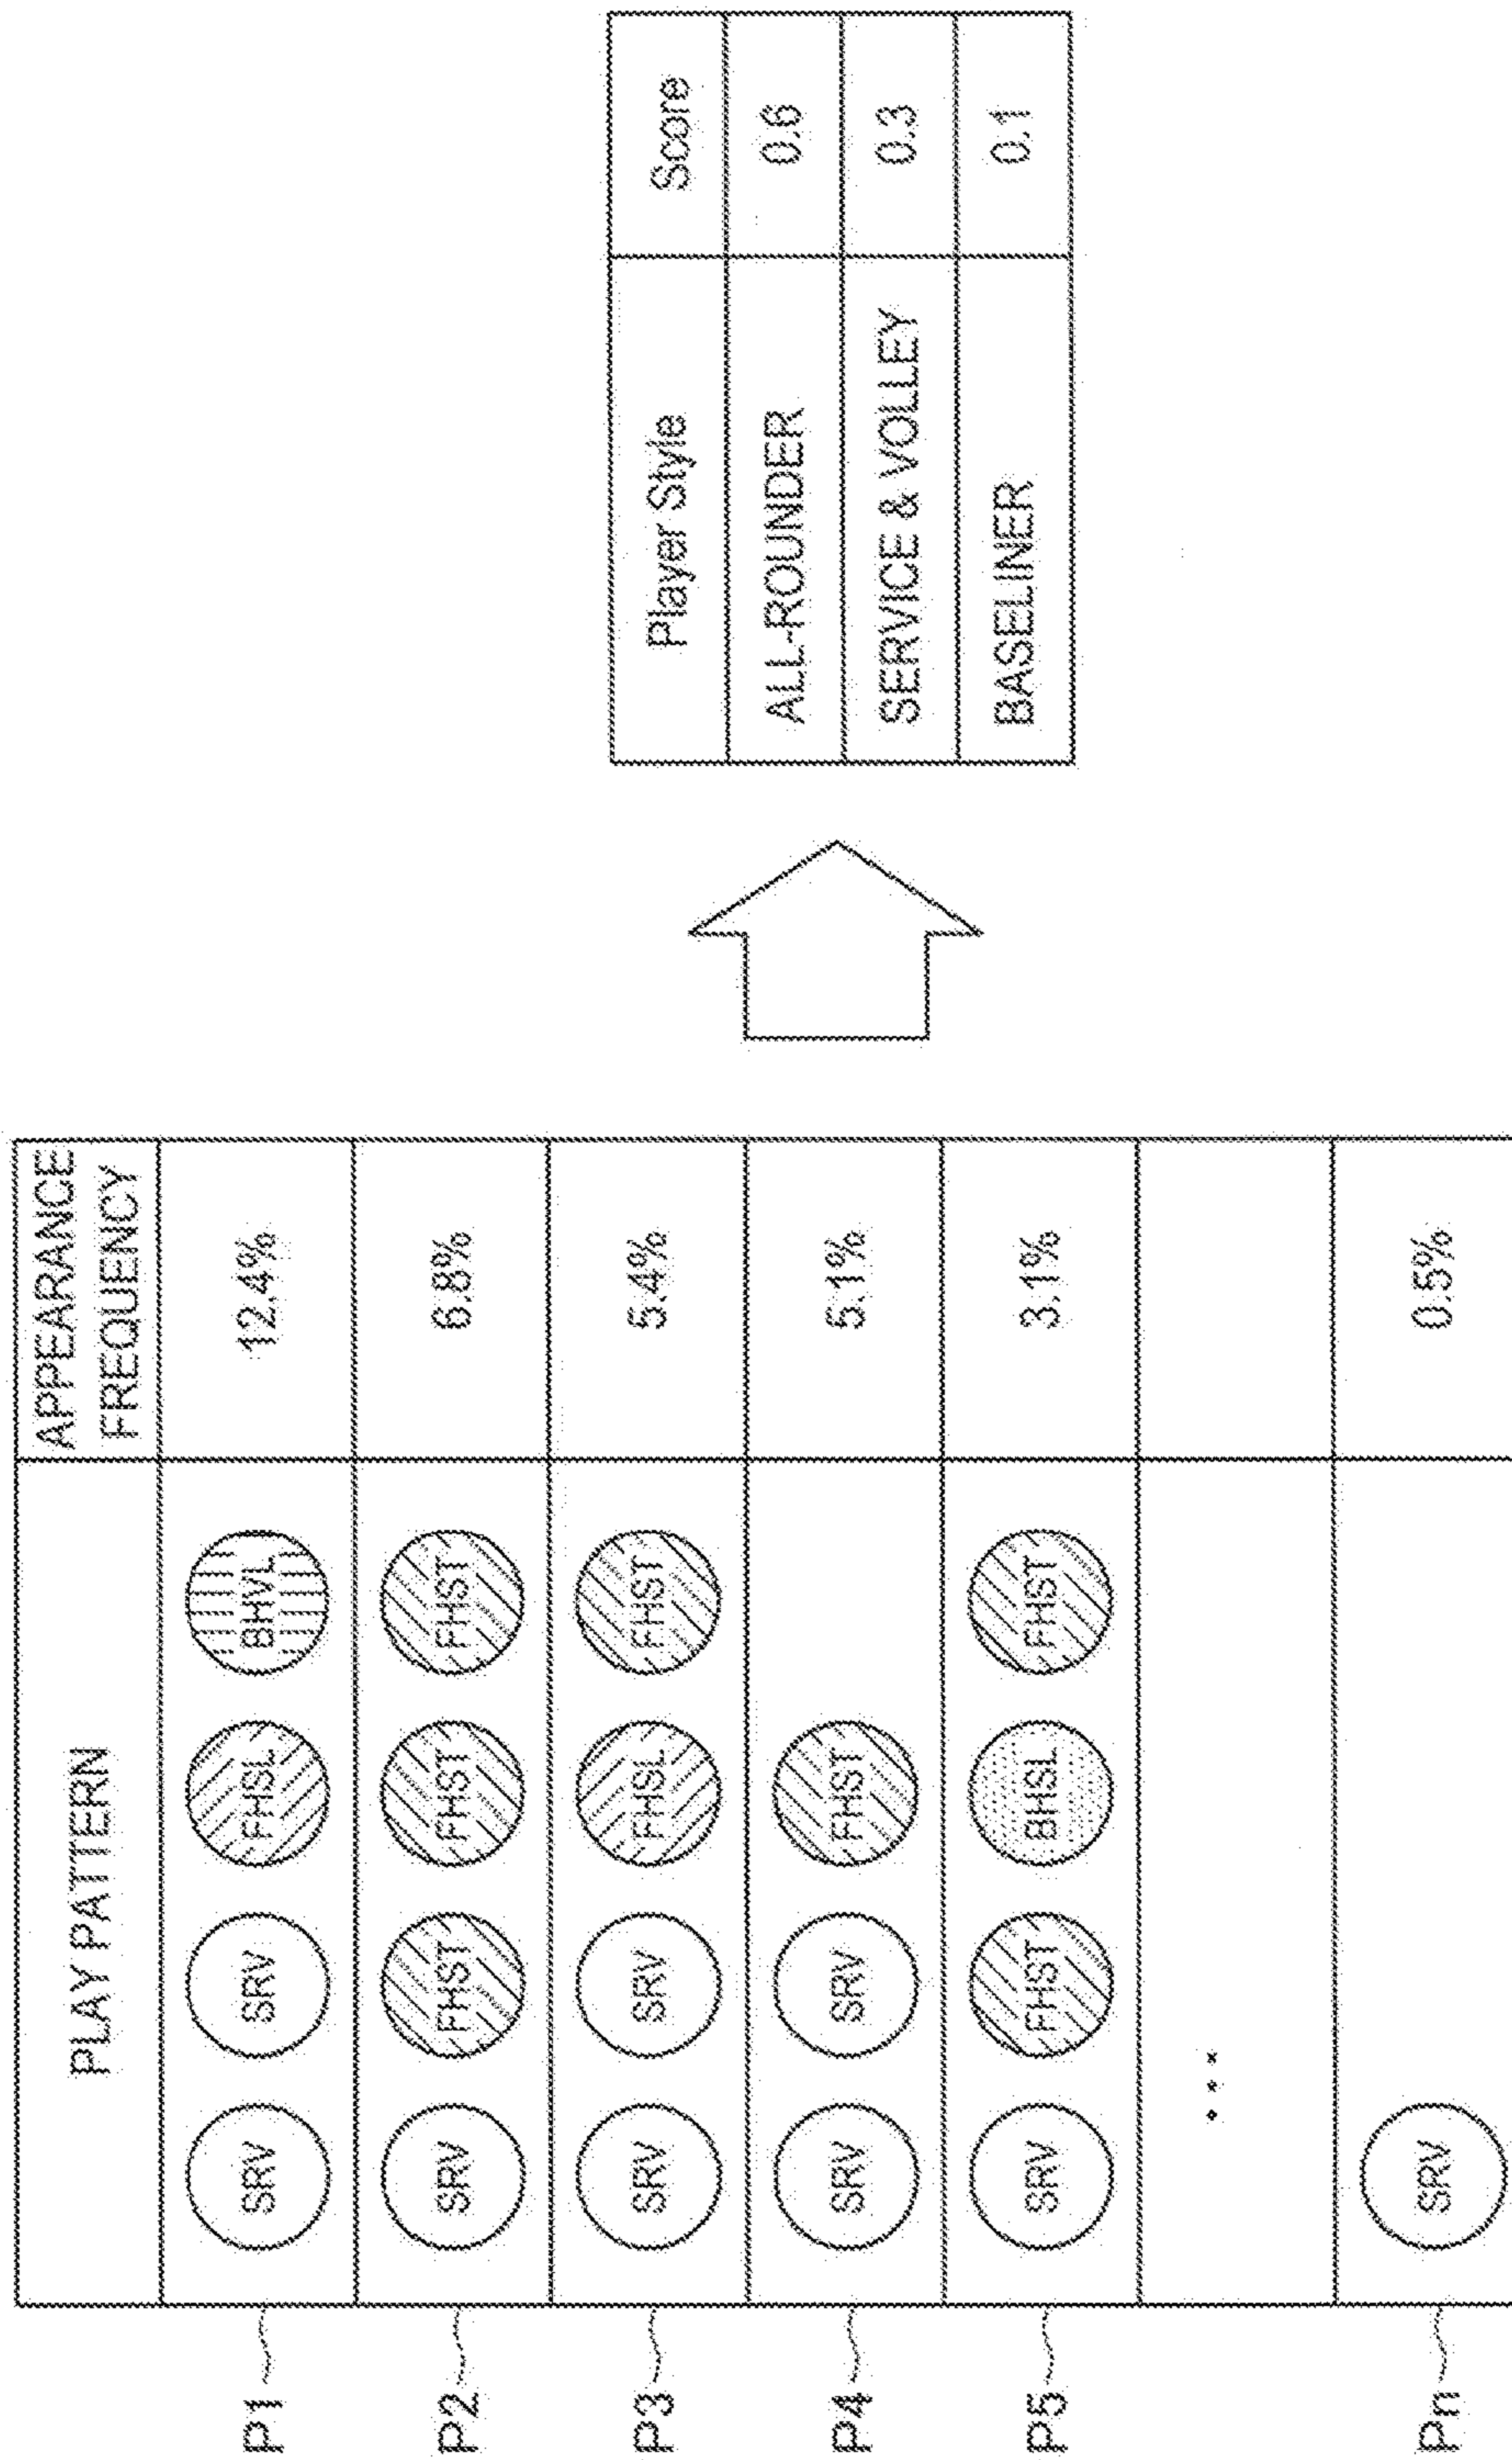 PLAY PATTERN APPEARANCE
FREQUENCY
P1 SRV SRV FHSL BHVL 12.4%
P2 SRV FHST FHST FHST 6.8%
P3 SRV SRV FHSL FHST 5.4%
P4 SRV SRV FHST 5.1%
P5 SRV FHST BHSL FHST 3.1%
...
Pn SRV 0.5%
Player Style Score
ALL-ROUNDER 0.6
SERVICE & VOLLEY 0.3
BASELINER 0.1